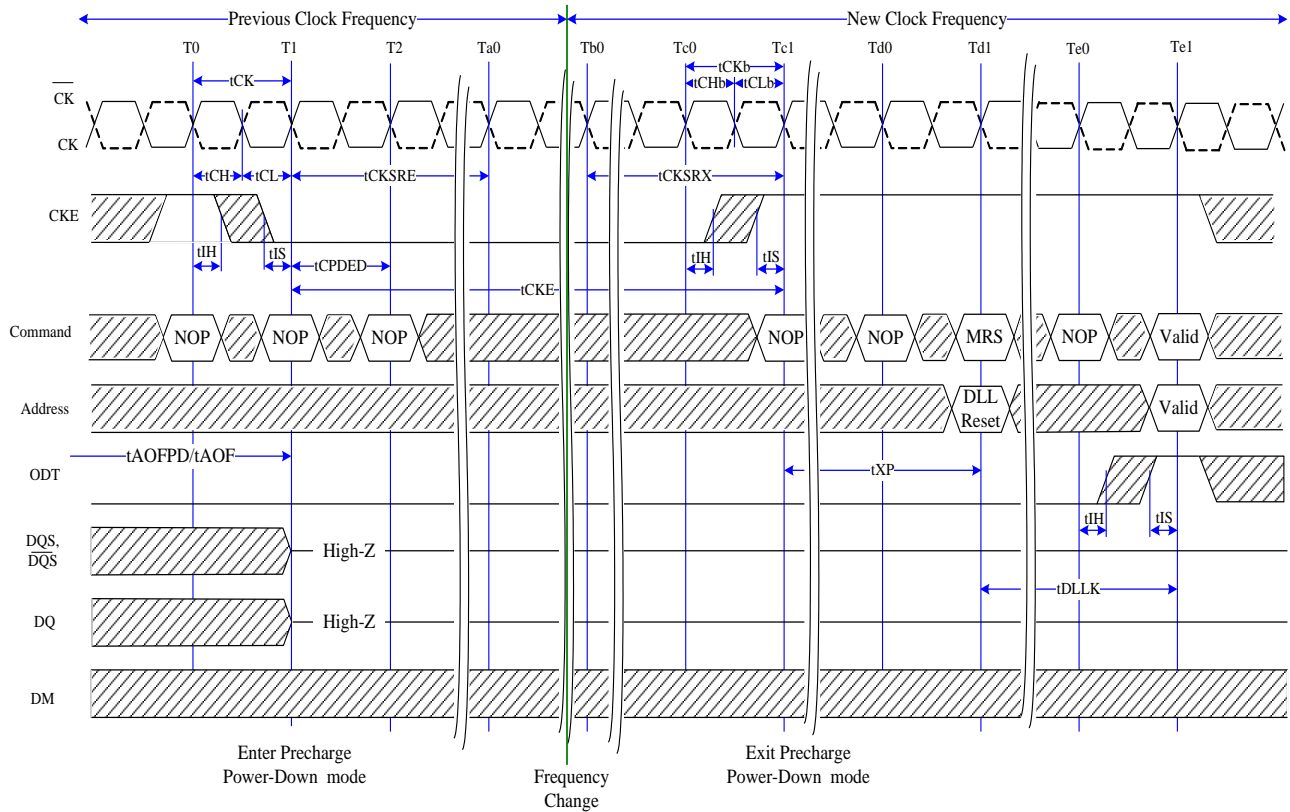 Previous Clock Frequency
New Clock Frequency
T0 T1 T2 Ta0 Tb0 Tc0 Tc1 Td0 Td1 Te0 Te1
tCK
tCKb
tCHb tCLb
CK
CK
tCH tCL tCKSRE tCKSRX
CKE
tIH tIS tCPDED tIH tIS
tCKE
Command NOP NOP NOP NOP NOP MRS NOP Valid
Address DLL Reset Valid
tAOFPD/tAOF
ODT
tXP
tIH tIS
DQS,
DQS
High-Z
tDLLK
DQ High-Z
DM
Enter Precharge
Power-Down mode
Frequency
Change
Exit Precharge
Power-Down mode